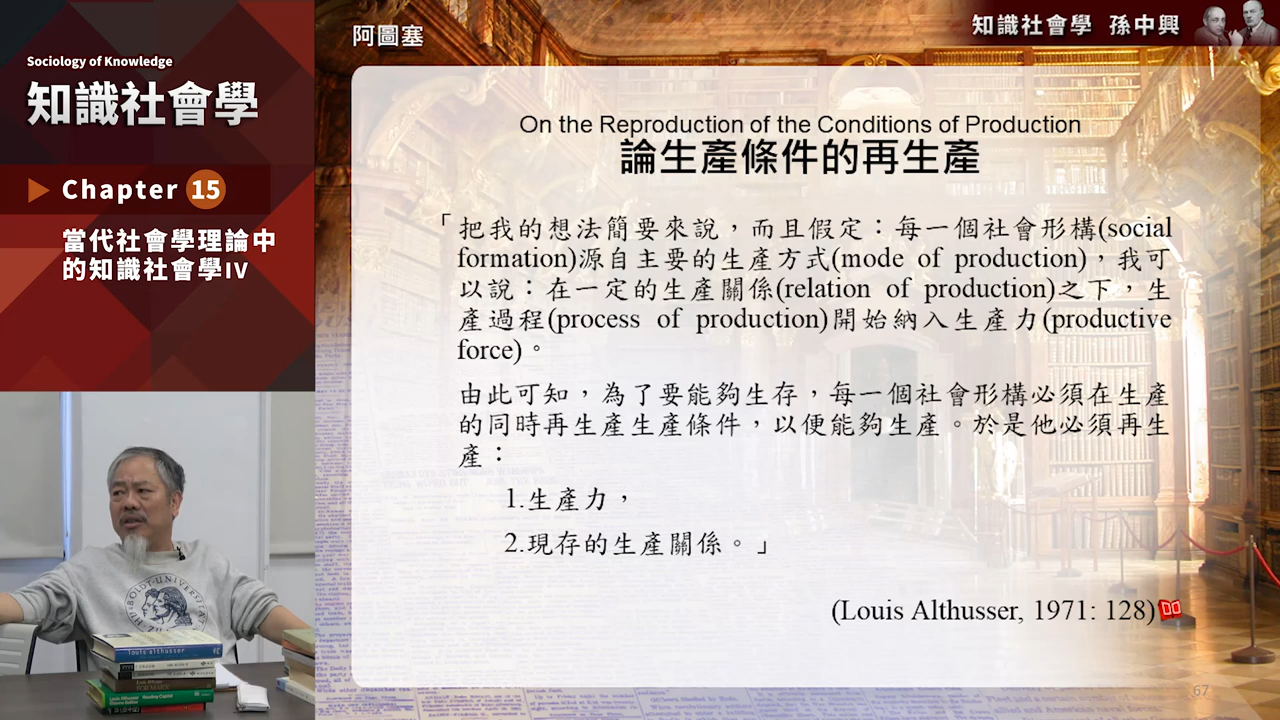 Sociology of Knowledge
知識社會學
Chapter 15
當代社會學理論中
的知識社會學IV
阿圖塞
知識社會學 孫中興
On the Reproduction of the Conditions of Production
論生產條件的再生產
「把我的想法簡要來說，而且假定：每一個社會形構(social
formation)源自主要的生產方式(mode of production)，我可
以說：在一定的生產關係(relation of production)之下，生
產過程(process of production)開始納入生產力(productive
force)。
由此可知，為了要能夠生存，每一個社會形構必須在生產
的同時再生產生產條件，以便能夠生產。於是他必須再生
產：
1.生產力，
2.現存的生產關係。」
(Louis Althusser, 1971: 128)
67
HUMBOLDT-UNIVERSITÄT
louis althusser
FOR MARX
Reading Capital